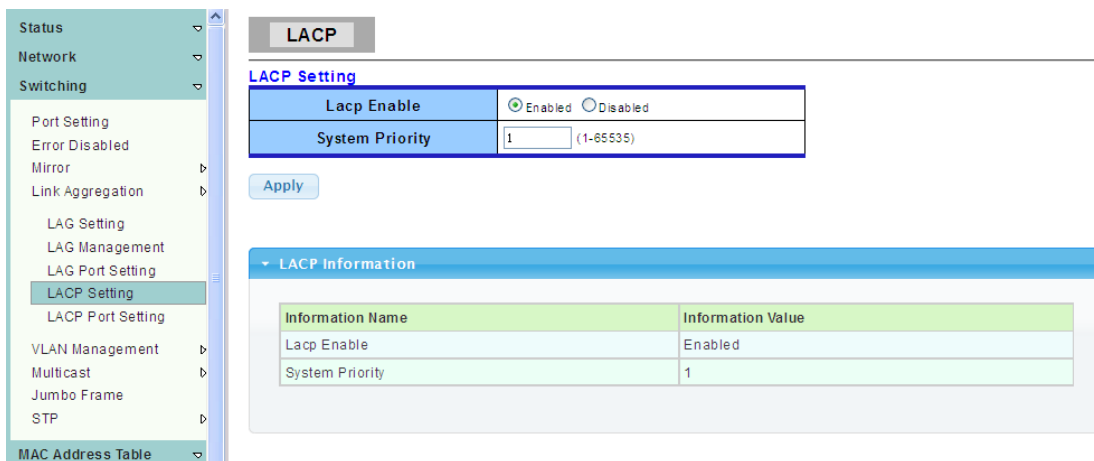 Status
Network
Switching
Port Setting
Error Disabled
Mirror
Link Aggregation
LAG Setting
LAG Management
LAG Port Setting
LACP Setting
LACP Port Setting
VLAN Management
Multicast
Jumbo Frame
STP
MAC Address Table
LACP
LACP Setting
Lacp Enable Enabled Disabled
System Priority 1 (1-65535)
Apply
LACP Information
Information Name Information Value
Lacp Enable Enabled
System Priority 1